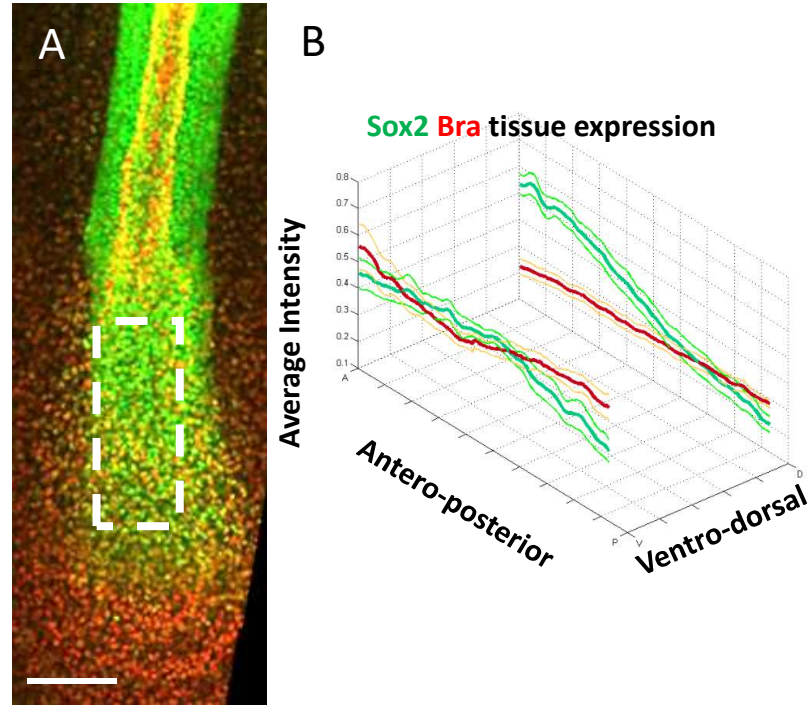 A
B
Sox2 Bra tissue expression
0.8
0.7
0.6
0.5
0.4
0.3
0.2
0.1
Average Intensity
A
Antero-posterior
P
V
Ventro-dorsal
D